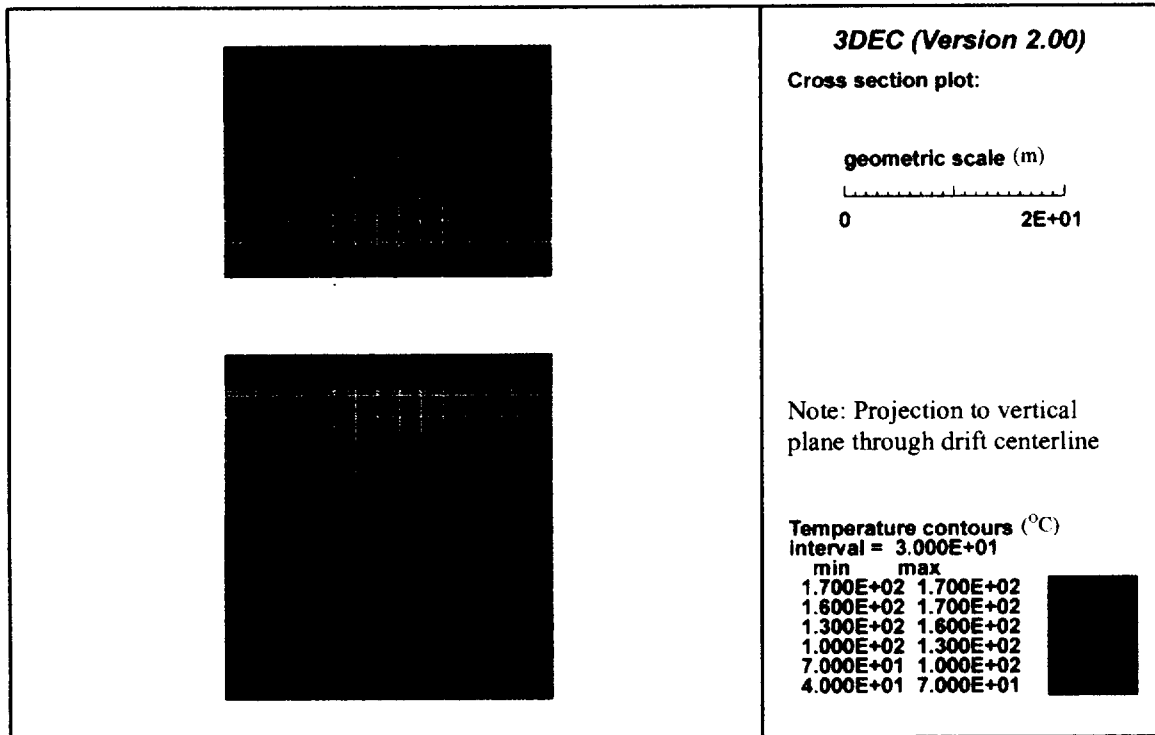 3DEC (Version 2.00)
Cross section plot:
geometric scale (m)
0 2E+01
Note: Projection to vertical
plane through drift centerline
Temperature contours (°C)
interval = 3.000E+01
min max
1.700E+02 1.700E+02
1.600E+02 1.700E+02
1.300E+02 1.600E+02
1.000E+02 1.300E+02
7.000E+01 1.000E+02
4.000E+01 7.000E+01